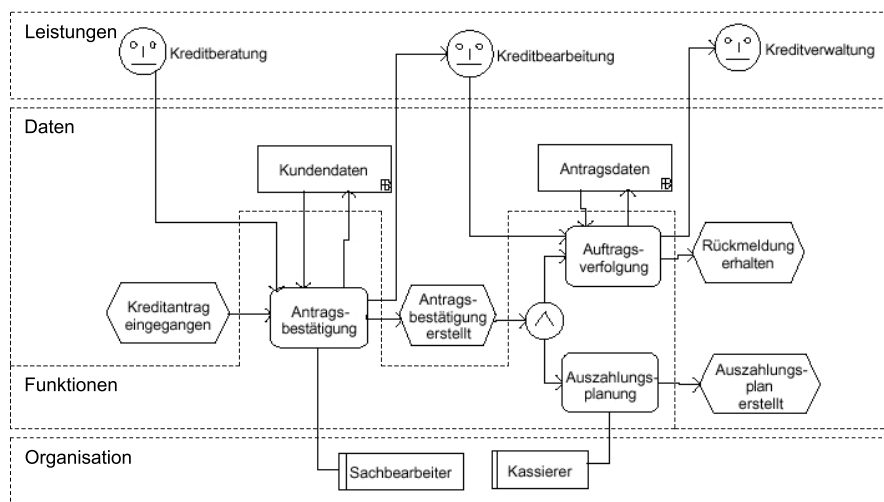 Leistungen
Kreditberatung
Kreditbearbeitung
Kreditverwaltung
Daten
Kundendaten
Antragsdaten
Kreditantrag
eingegangen
Antrags-
bestätigung
Antrags-
bestätigung
erstellt
Auftrags-
verfolgung
Rückmeldung
erhalten
Funktionen
Auszahlungs-
planung
Auszahlungs-
plan
erstellt
Organisation
Sachbearbeiter
Kassierer